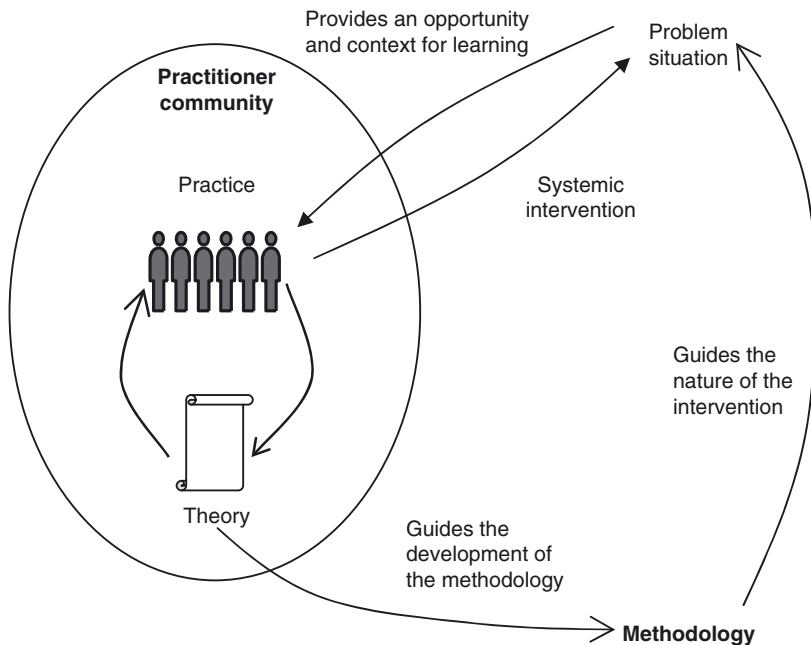 Provides an opportunity
and context for learning
Problem
situation
Practitioner
community
Practice
Systemic
intervention
Guides the
nature of the
intervention
Theory
Guides the
development of
the methodology
Methodology